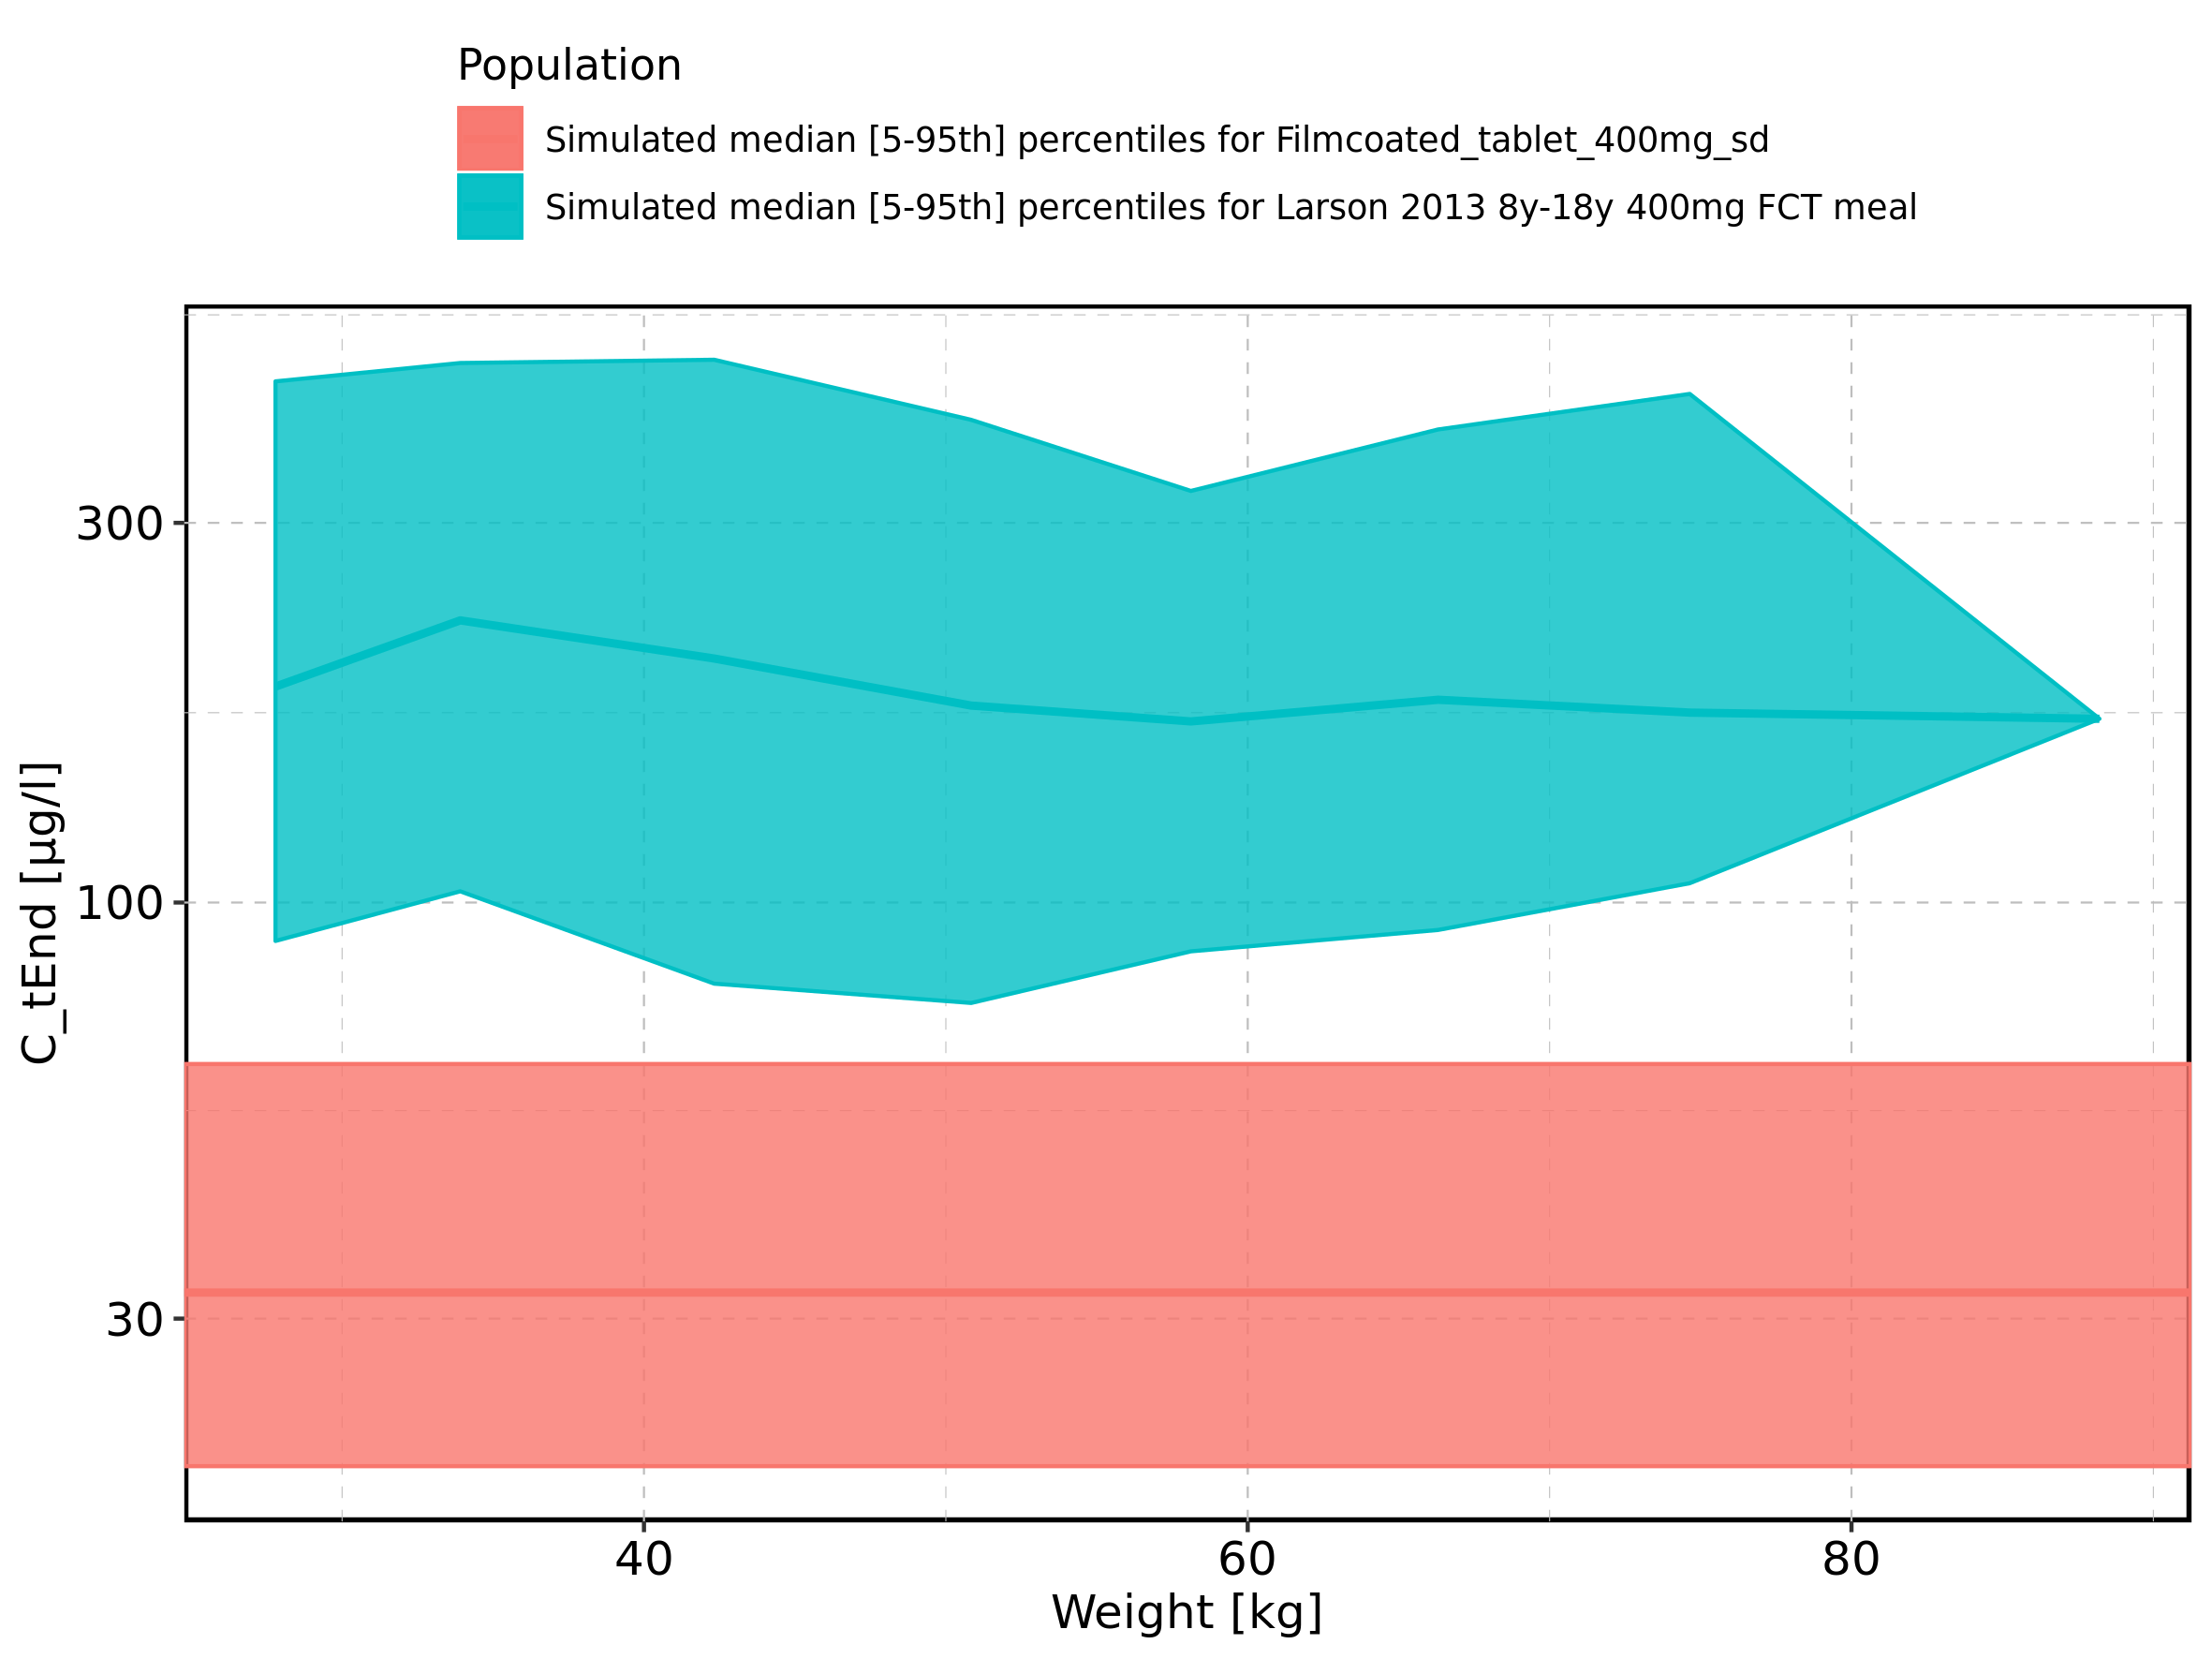 Population
Simulated median [5-95th] percentiles for Filmcoated_tablet_400mg_sd
Simulated median [5-95th] percentiles for Larson 2013 8y-18y 400mg FCT meal
C_tEnd [µg/l]
300
100
30
40 60 80
Weight [kg]